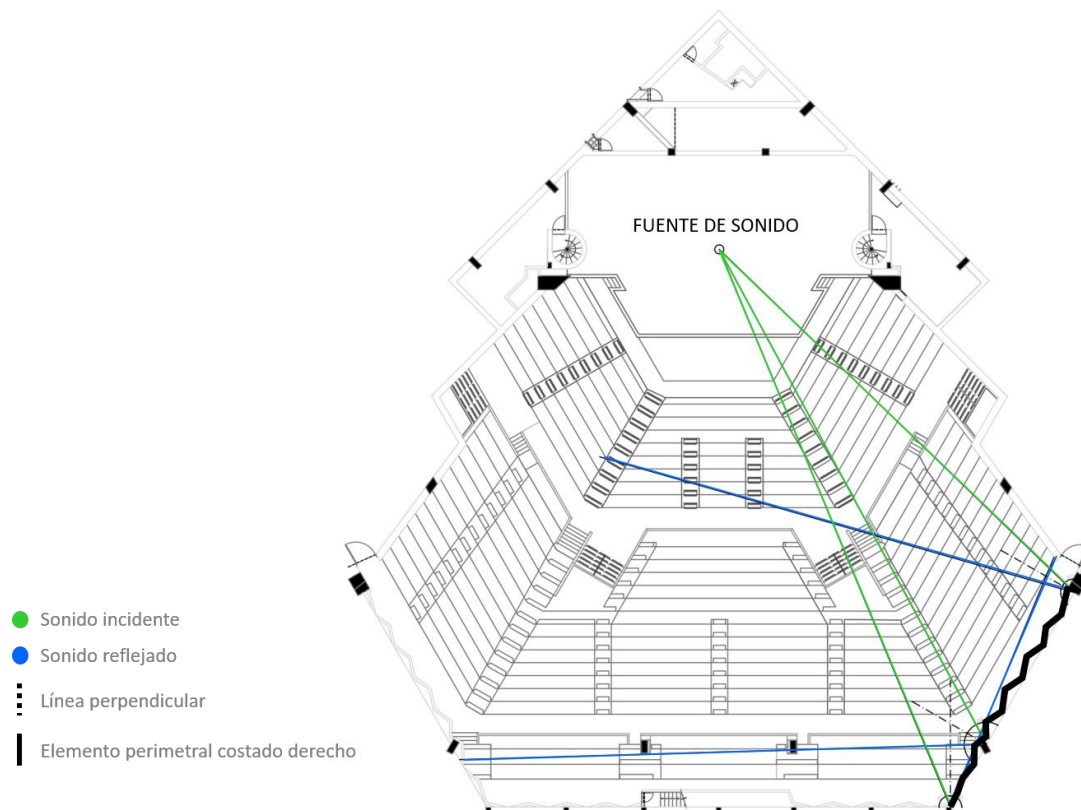 FUENTE DE SONIDO
Sonido incidente
Sonido reflejado
Línea perpendicular
Elemento perimetral costado derecho